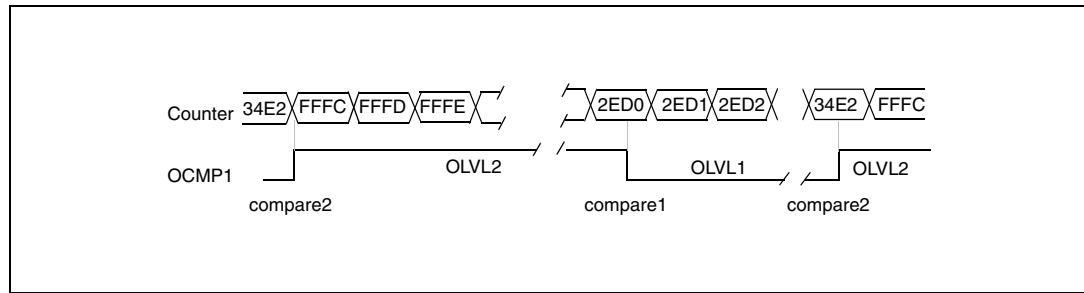 Counter 34E2 FFFC FFFD FFFE 2ED0 2ED1 2ED2 34E2 FFFC
OCMP1 OLVL2 OLVL1 OLVL2
compare2 compare1 compare2